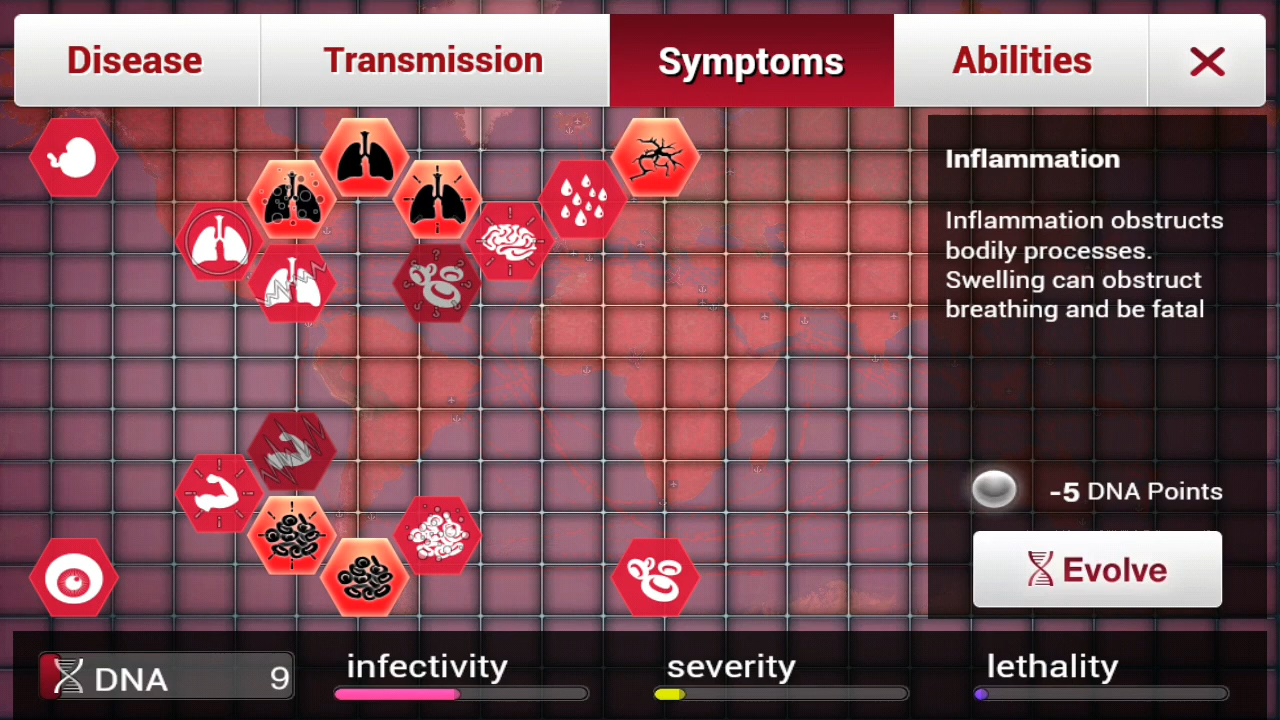 Disease
Transmission
Symptoms
Abilities
X
Inflammation
Inflammation obstructs
bodily processes.
Swelling can obstruct
breathing and be fatal
-5 DNA Points
Evolve
DNA 9
infectivity
severity
lethality